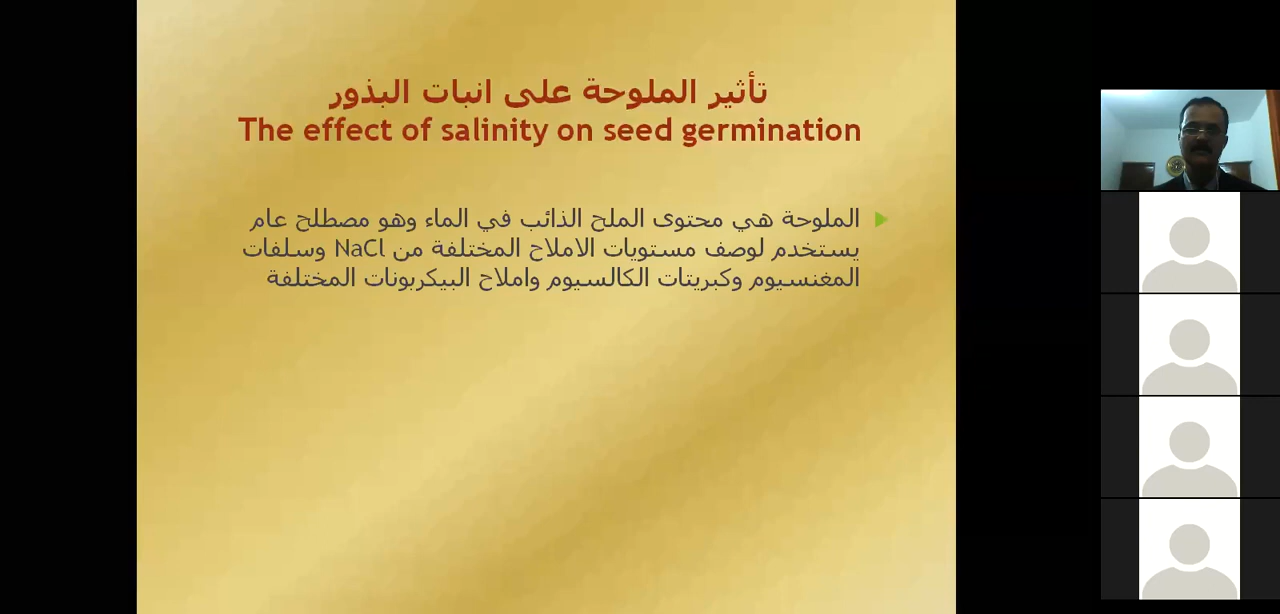 تأثير الملوحة على انبات البذور
The effect of salinity on seed germination
الملوحة هي محتوى الملح الذائب في الماء وهو مصطلح عام
يستخدم لوصف مستويات الاملاح المختلفة من NaCl وسلفات
المغنسيوم وكبريتات الكالسيوم واملاح البيكربونات المختلفة